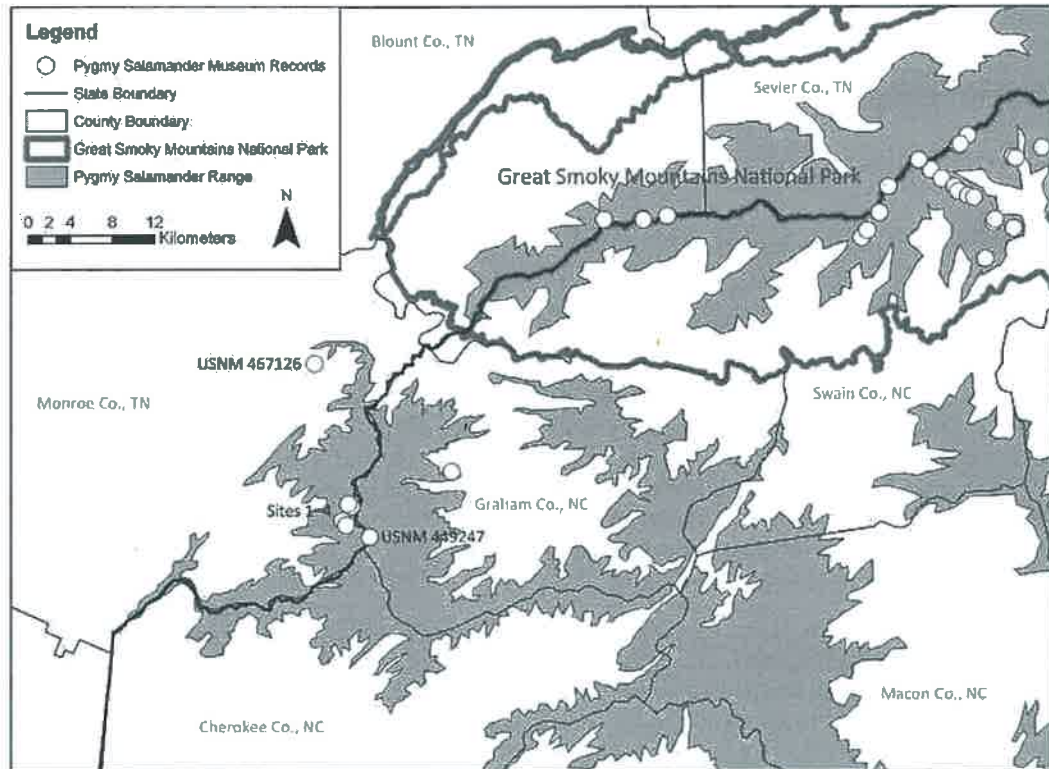 Legend
Pygmy Salamander Museum Records
State Boundary
County Boundary
Great Smoky Mountains National Park
Pygmy Salamander Range
N
0 2 4 8 12
Kilometers
Blount Co., TN
Sevier Co., TN
Great Smoky Mountains National Park
USNM 467126
Monroe Co., TN
Swain Co., NC
Sites 1-4
Graham Co., NC
USNM 449247
Macon Co., NC
Cherokee Co., NC